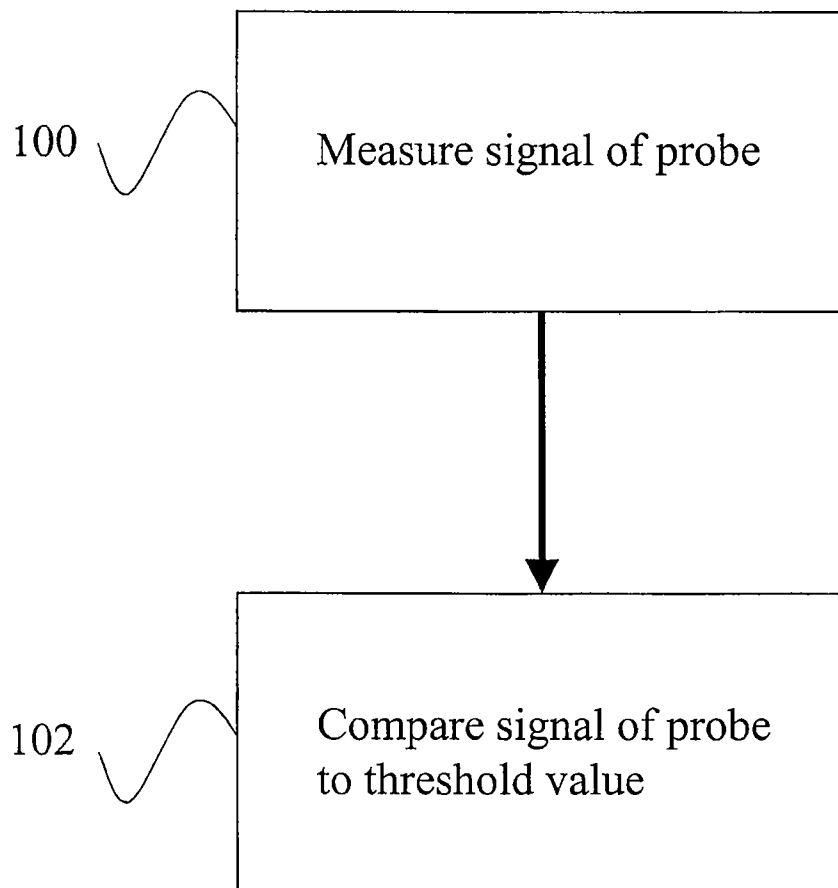 100
Measure signal of probe
102
Compare signal of probe
to threshold value